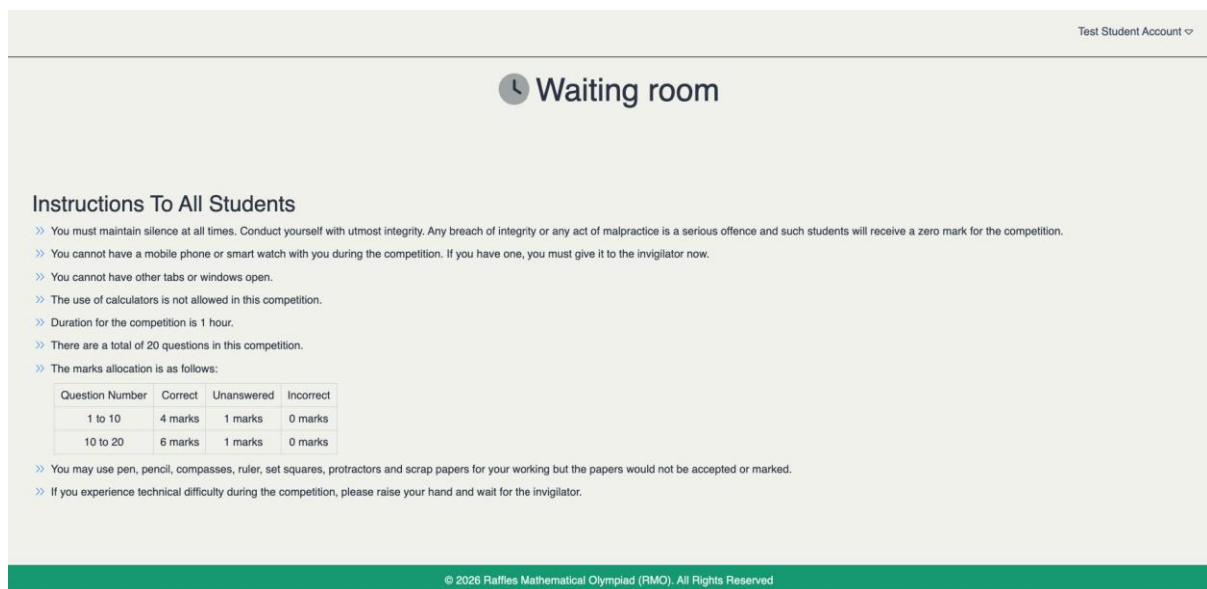 Test Student Account
Waiting room
Instructions To All Students
You must maintain silence at all times. Conduct yourself with utmost integrity. Any breach of integrity or any act of malpractice is a serious offence and such students will receive a zero mark for the competition.
You cannot have a mobile phone or smart watch with you during the competition. If you have one, you must give it to the invigilator now.
You cannot have other tabs or windows open.
The use of calculators is not allowed in this competition.
Duration for the competition is 1 hour.
There are a total of 20 questions in this competition.
The marks allocation is as follows:
Question Number Correct Unanswered Incorrect
1 to 10 4 marks 1 marks 0 marks
10 to 20 6 marks 1 marks 0 marks
You may use pen, pencil, compasses, ruler, set squares, protractors and scrap papers for your working but the papers would not be accepted or marked.
If you experience technical difficulty during the competition, please raise your hand and wait for the invigilator.
© 2026 Raffles Mathematical Olympiad (RMO). All Rights Reserved